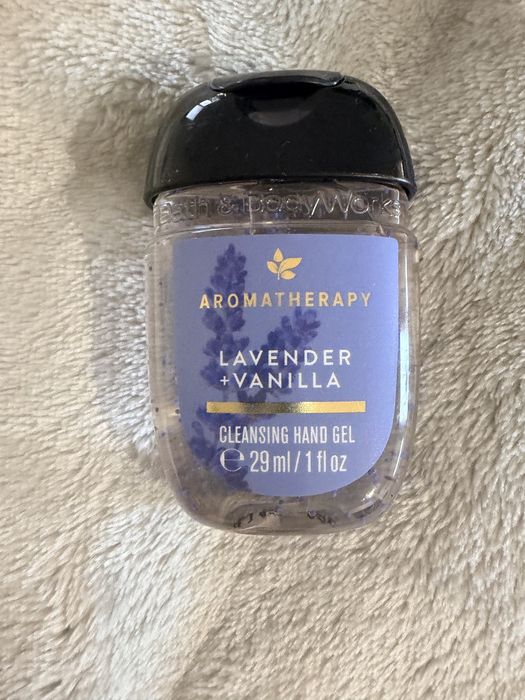 Bath & Body Works
AROMATHERAPY
LAVENDER
+VANILLA
CLEANSING HAND GEL
℮ 29 ml / 1 fl oz